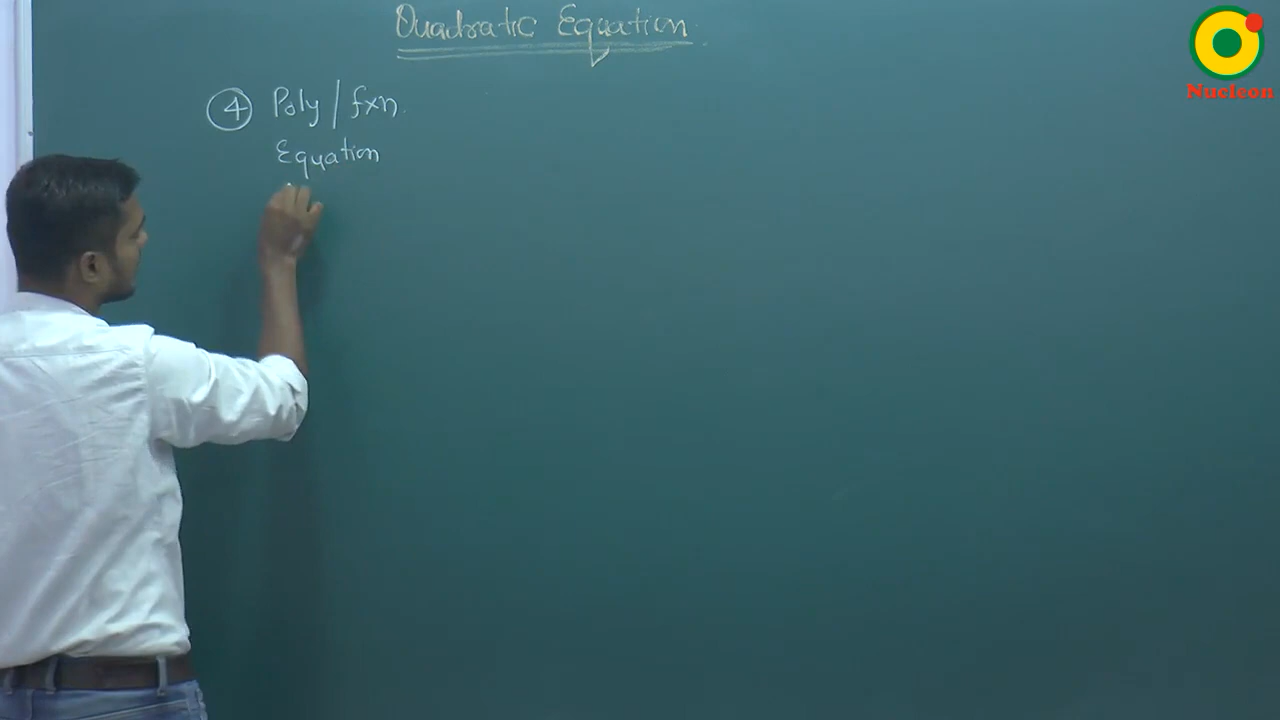 Quadratic Equation
④ Poly / fxn.
Equation
Nucleon